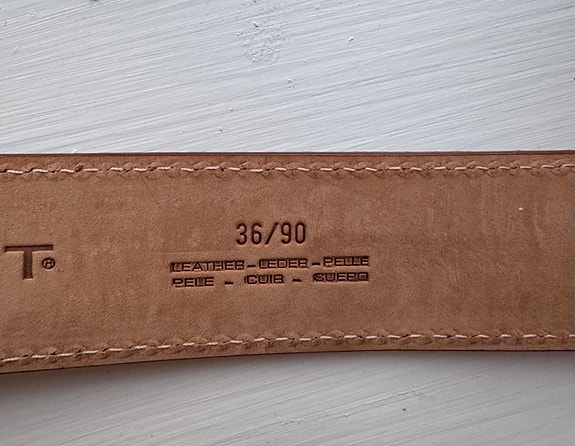 T®
36/90
LEATHER - LEDER - PELLE
PELE - CUIR - CUERO